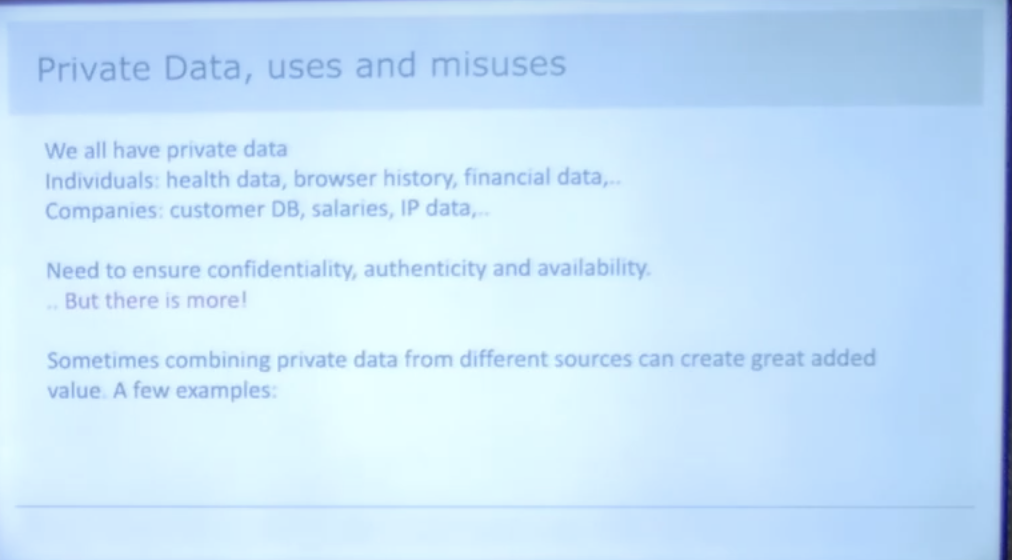 Private Data, uses and misuses
We all have private data
Individuals: health data, browser history, financial data,..
Companies: customer DB, salaries, IP data,..
Need to ensure confidentiality, authenticity and availability.
.. But there is more!
Sometimes combining private data from different sources can create great added
value. A few examples: